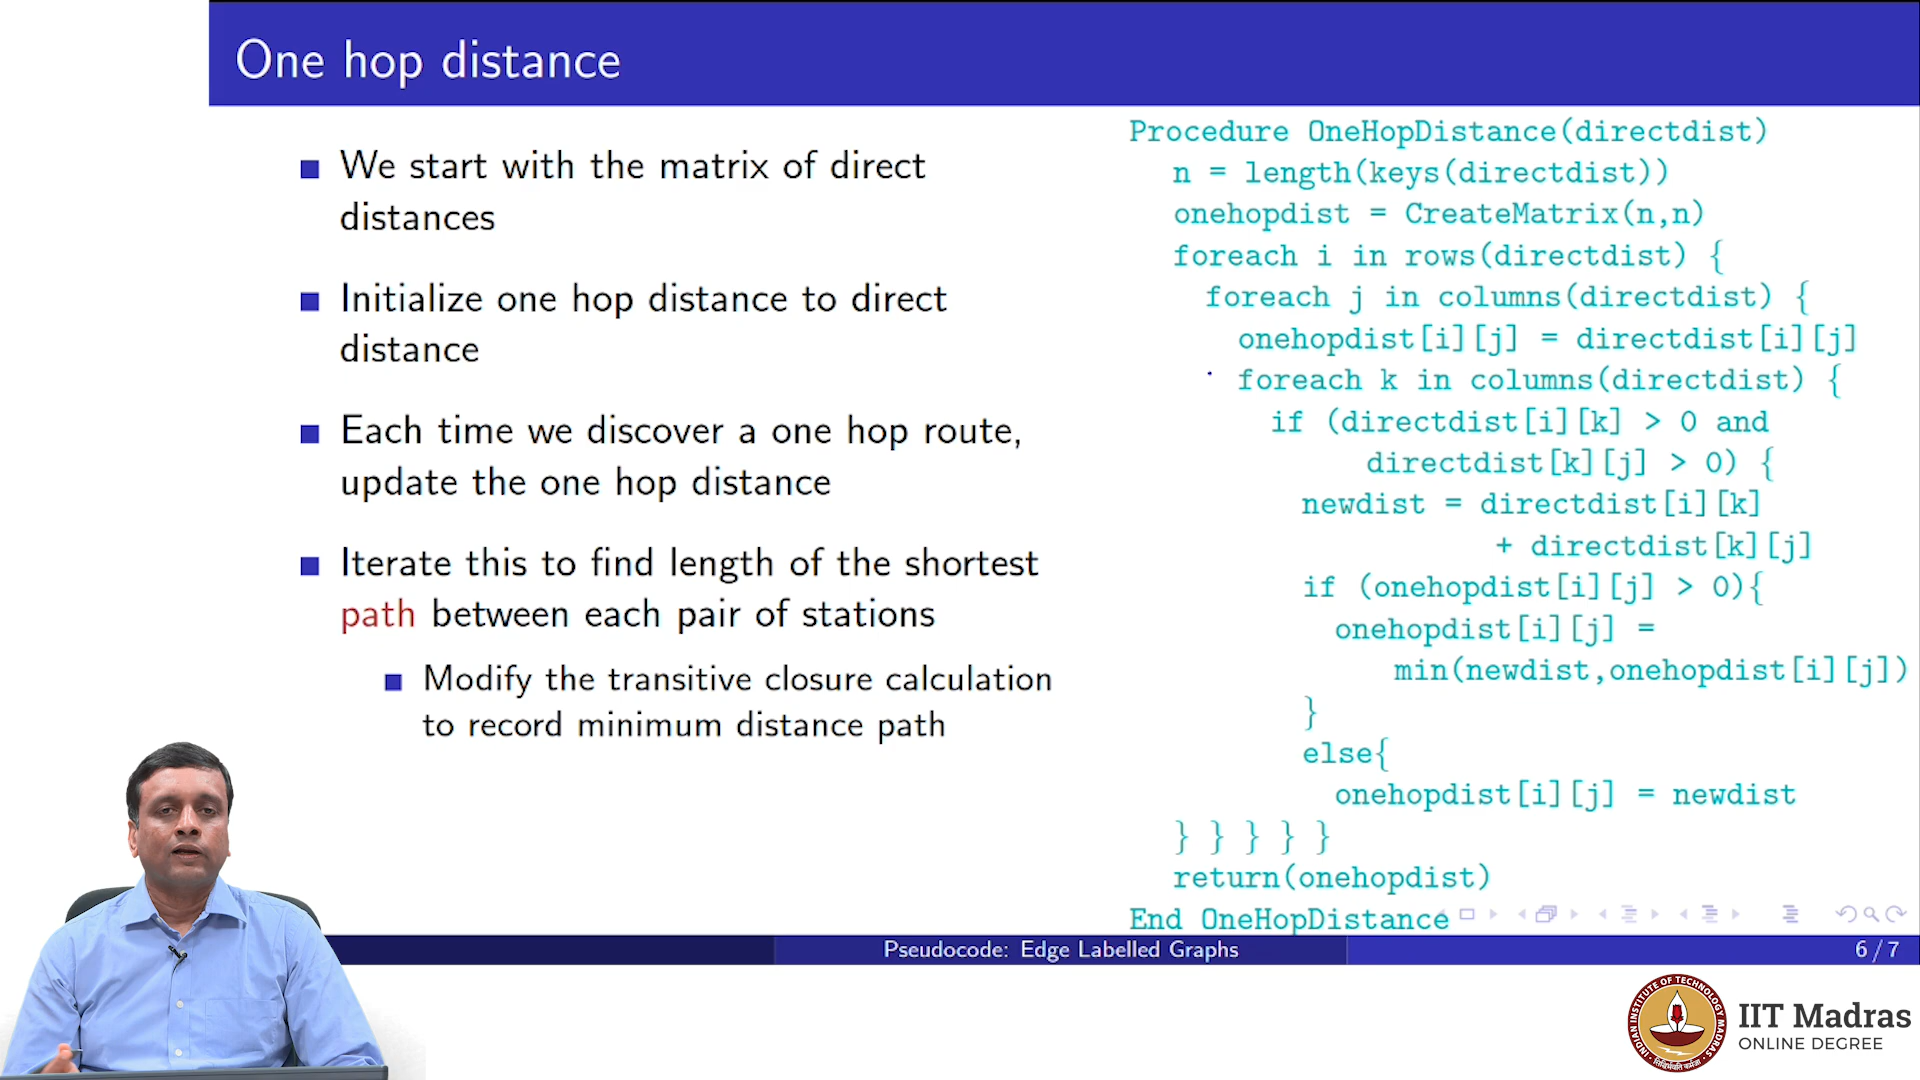 One hop distance
We start with the matrix of direct
distances
Initialize one hop distance to direct
distance
Each time we discover a one hop route,
update the one hop distance
Iterate this to find length of the shortest
path between each pair of stations
Modify the transitive closure calculation
to record minimum distance path
Procedure OneHopDistance(directdist)
n = length(keys(directdist))
onehopdist = CreateMatrix(n,n)
foreach i in rows(directdist) {
foreach j in columns(directdist) {
onehopdist[i][j] = directdist[i][j]
foreach k in columns(directdist) {
if (directdist[i][k] > 0 and
directdist[k][j] > 0) {
newdist = directdist[i][k]
+ directdist[k][j]
if (onehopdist[i][j] > 0){
onehopdist[i][j] =
min(newdist,onehopdist[i][j])
}
else{
onehopdist[i][j] = newdist
} } } } }
return(onehopdist)
End OneHopDistance
Pseudocode: Edge Labelled Graphs
6 / 7
INDIAN INSTITUTE OF TECHNOLOGY MADRAS
IIT Madras
ONLINE DEGREE